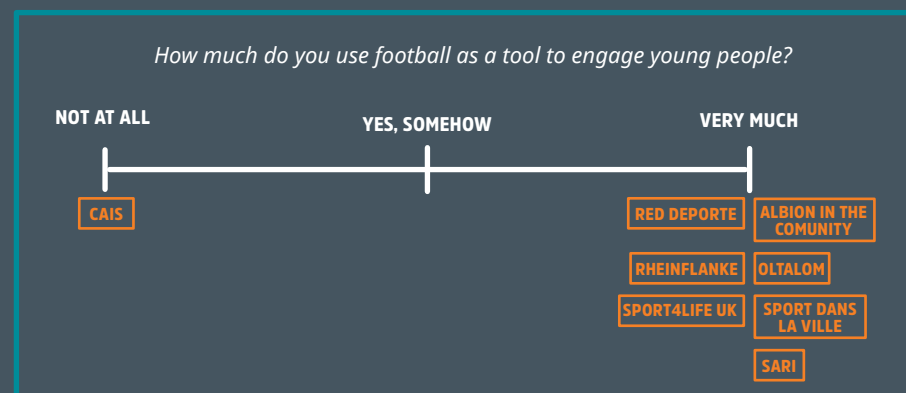 How much do you use football as a tool to engage young people?
NOT AT ALL
YES, SOMEHOW
VERY MUCH
CAIS
RED DEPORTE
ALBION IN THE
COMUNITY
RHEINFLANKE
OLTALOM
SPORT4LIFE UK
SPORT DANS
LA VILLE
SARI